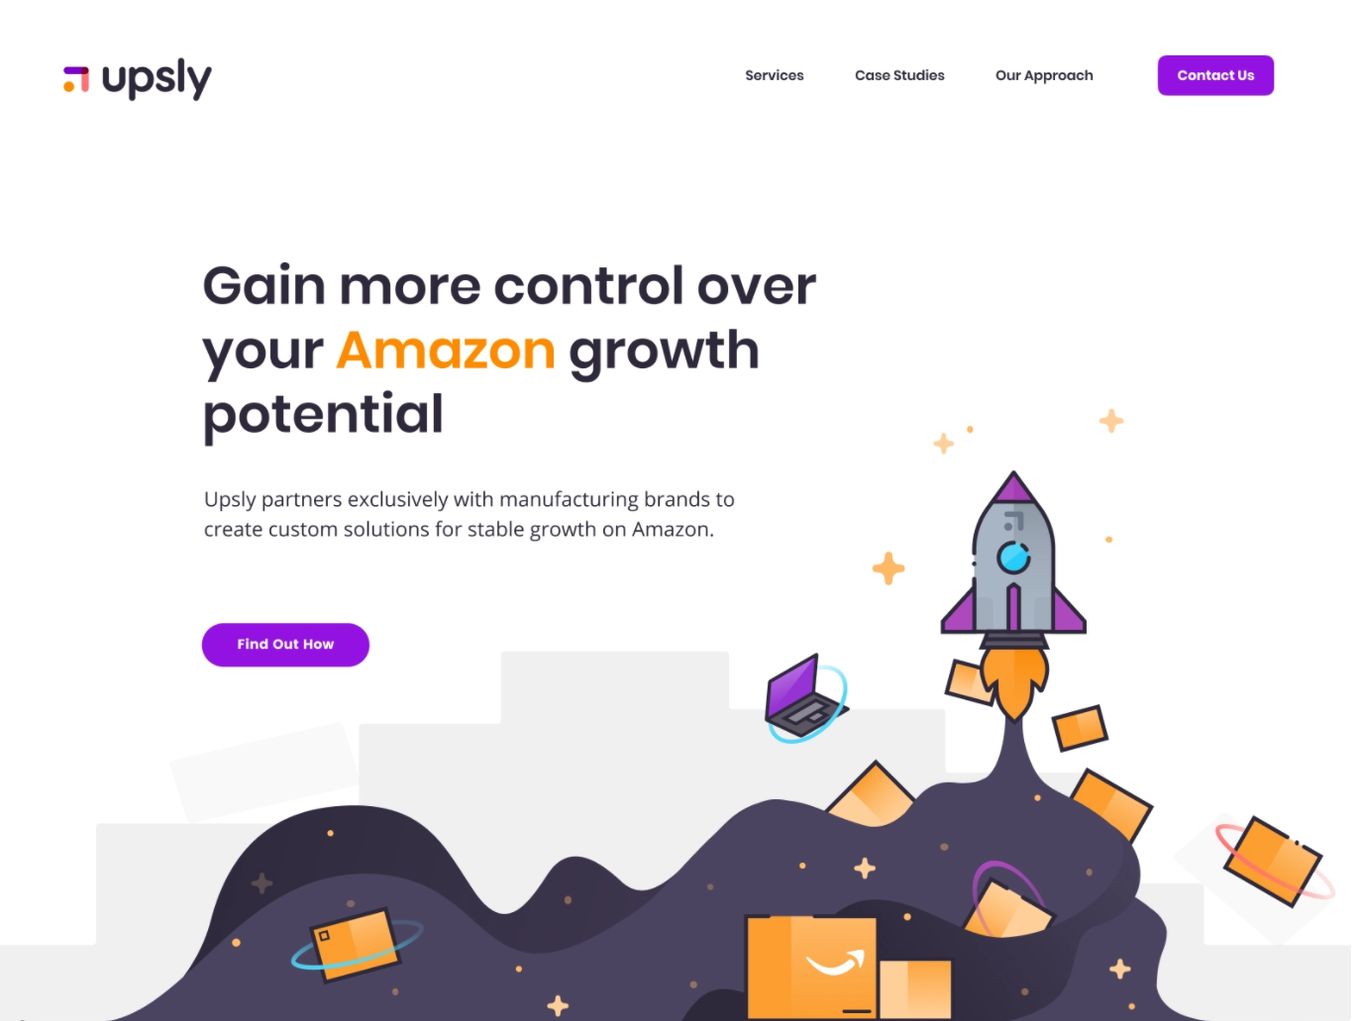 upsly
Services
Case Studies
Our Approach
Contact Us
Gain more control over
your Amazon growth
potential
Upsly partners exclusively with manufacturing brands to
create custom solutions for stable growth on Amazon.
Find Out How